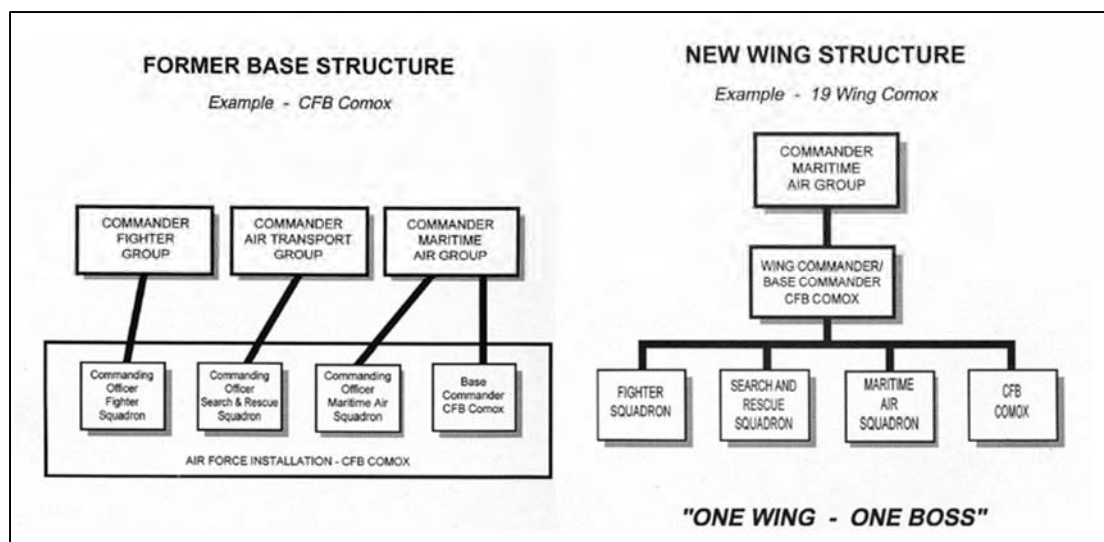 FORMER BASE STRUCTURE
Example - CFB Comox
COMMANDER
FIGHTER
GROUP
COMMANDER
AIR TRANSPORT
GROUP
COMMANDER
MARITIME
AIR GROUP
Commanding
Officer
Fighter
Squadron
Commanding
Officer
Search & Rescue
Squadron
Commanding
Officer
Maritime Air
Squadron
Base
Commander
CFB Comox
AIR FORCE INSTALLATION - CFB COMOX
NEW WING STRUCTURE
Example - 19 Wing Comox
COMMANDER
MARITIME
AIR GROUP
WING COMMANDER/
BASE COMMANDER
CFB COMOX
FIGHTER
SQUADRON
SEARCH AND
RESCUE
SQUADRON
MARITIME
AIR
SQUADRON
CFB
COMOX
"ONE WING - ONE BOSS"